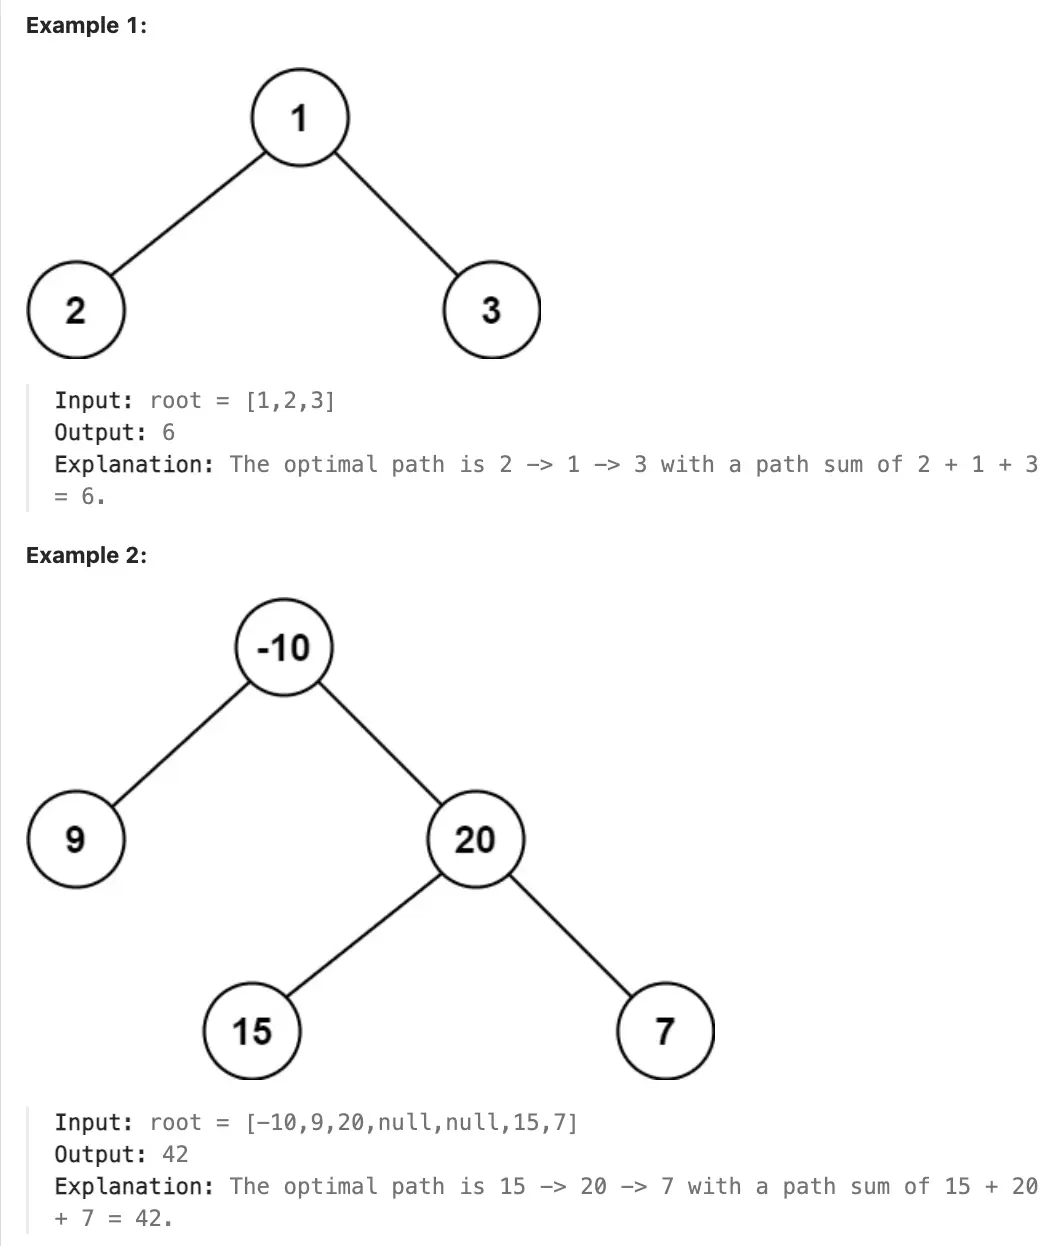 Example 1:
1
2
3
Input: root = [1,2,3]
Output: 6
Explanation: The optimal path is 2 -> 1 -> 3 with a path sum of 2 + 1 + 3
= 6.
Example 2:
-10
9
20
15
7
Input: root = [-10,9,20,null,null,15,7]
Output: 42
Explanation: The optimal path is 15 -> 20 -> 7 with a path sum of 15 + 20
+ 7 = 42.